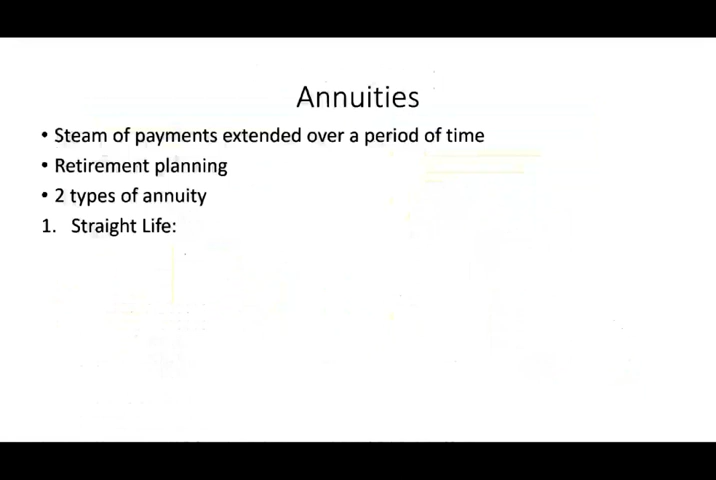 Annuities
• Steam of payments extended over a period of time
• Retirement planning
• 2 types of annuity
1. Straight Life: